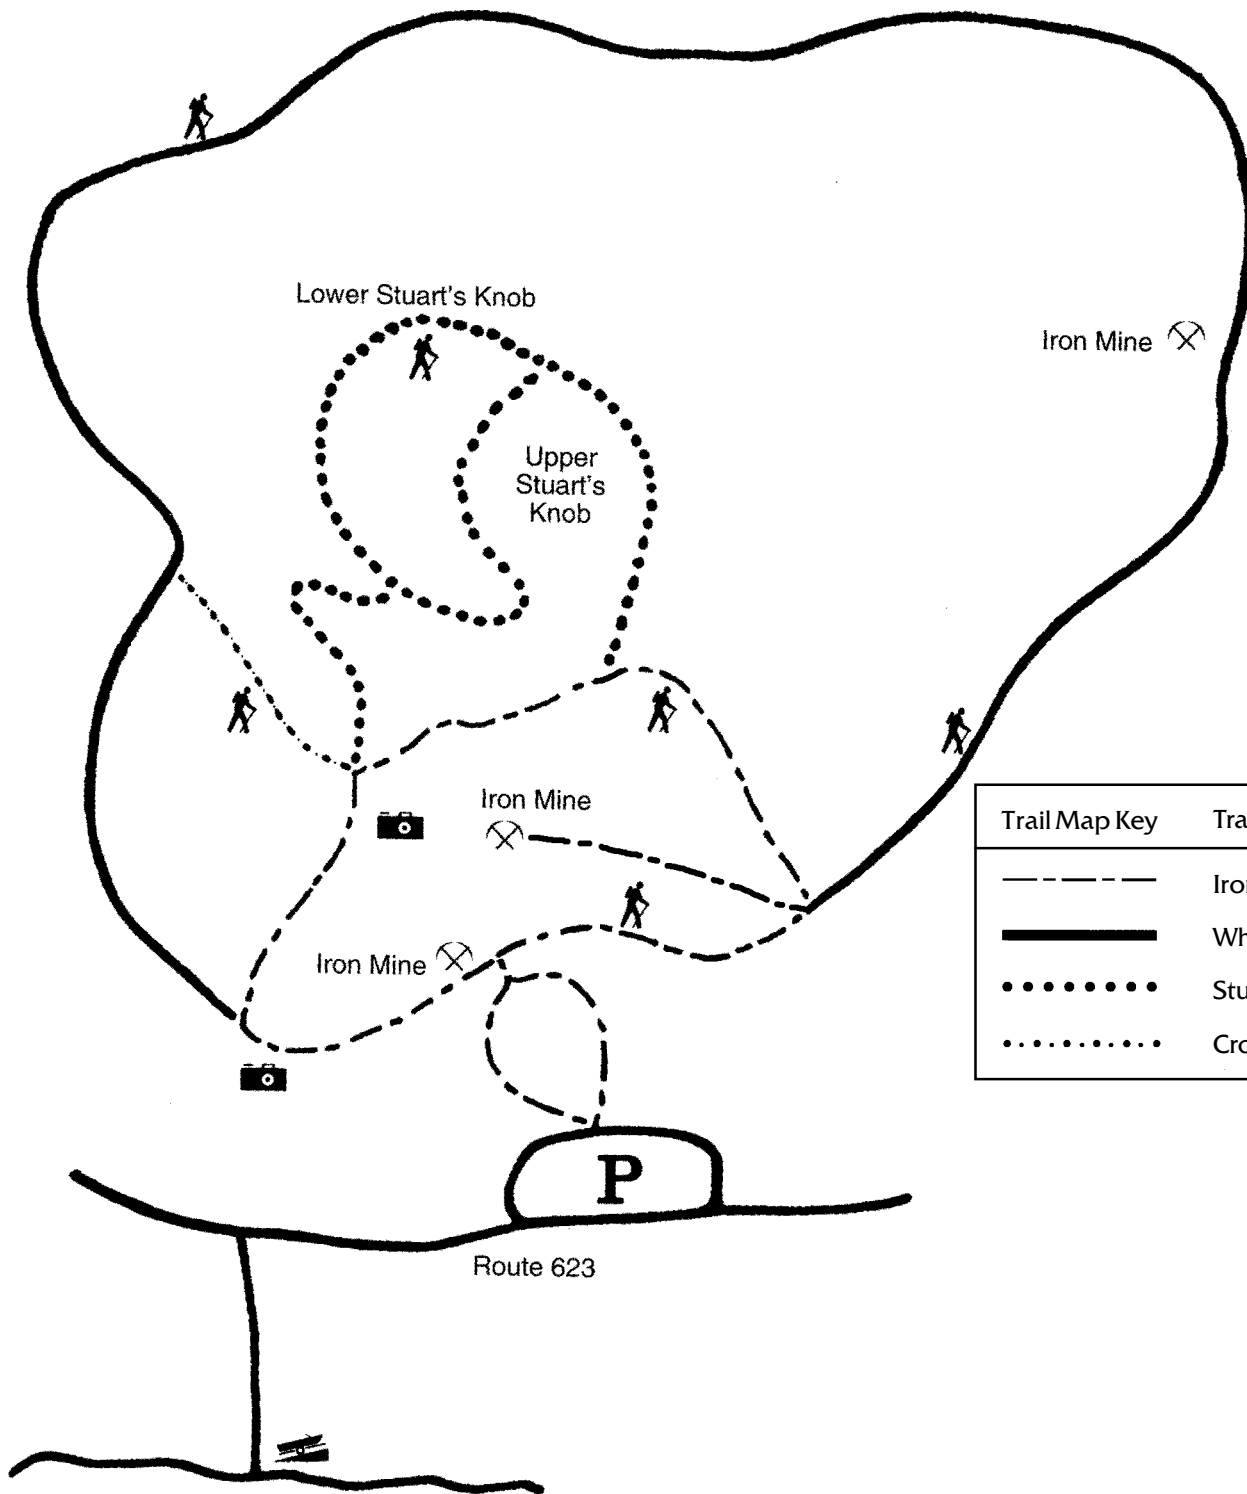 Lower Stuart's Knob
Iron Mine
Upper
Stuart's
Knob
Iron Mine
Trail Map Key
Iron Mine
P
Route 623